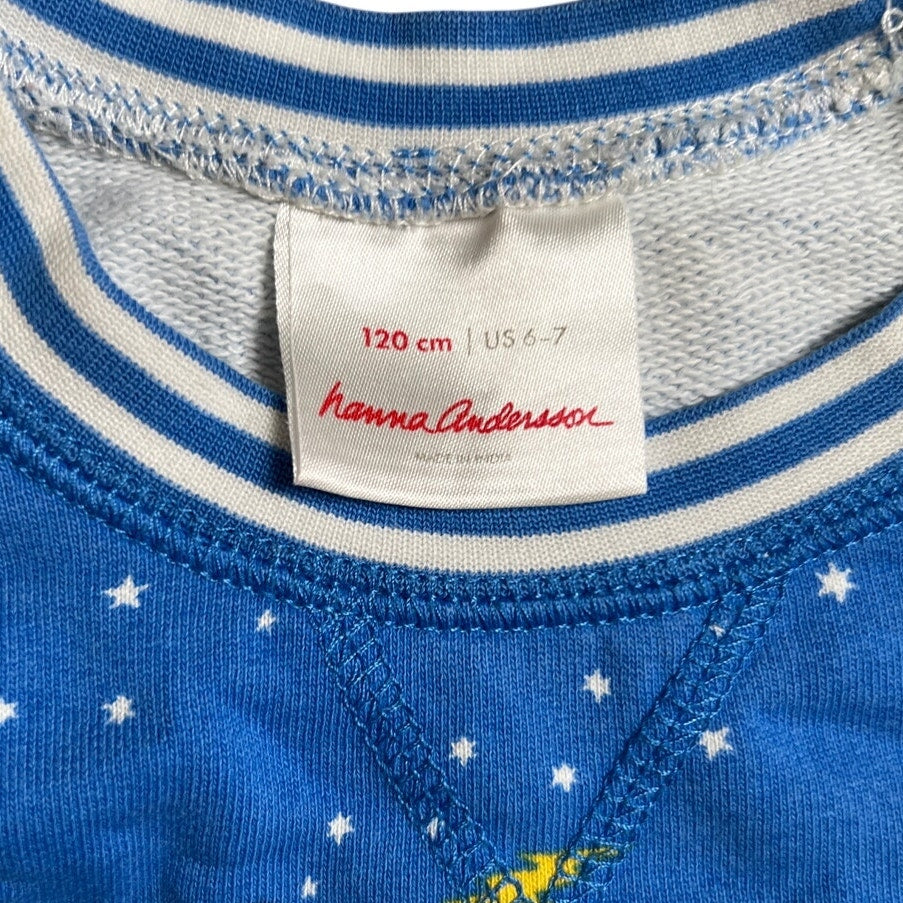 120 cm | US 6-7
hanna Andersson
MADE IN INDIA